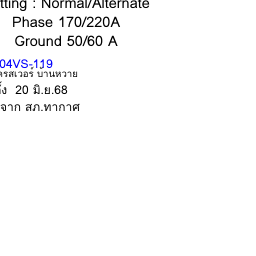 tting : Normal/Alternate
Phase 170/220A
Ground 50/60 A
04VS-119
รสเวอร์ บ้านหวาย
20 มิ.ย.68
จาก สภ.ทากาศ